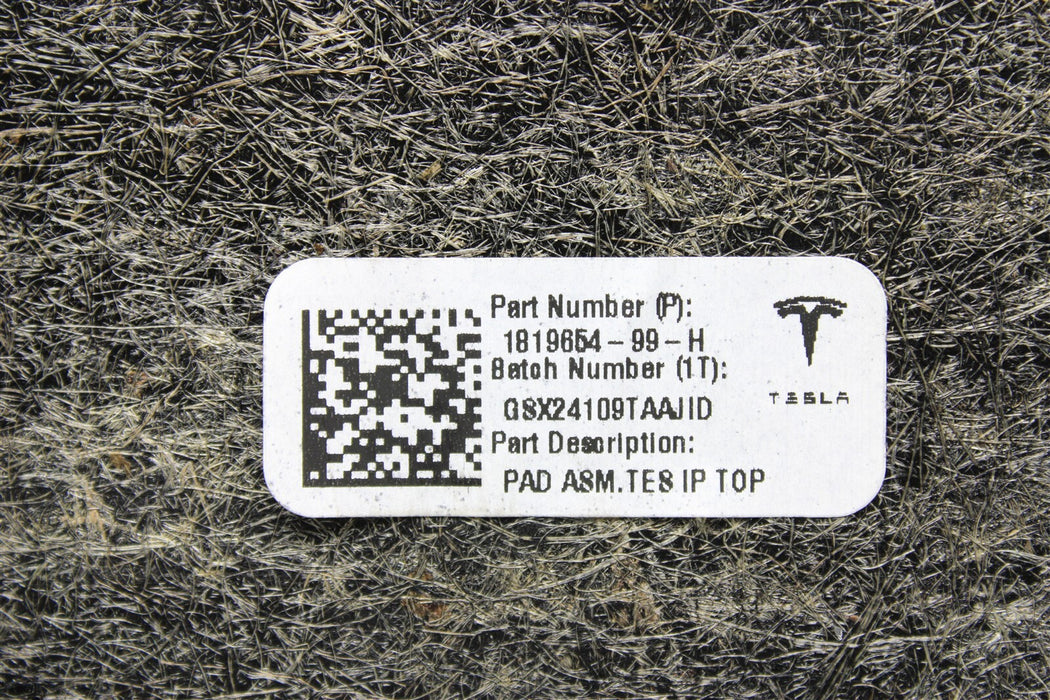 Part Number (P):
1819654-99-H
Batch Number (1T):
GSX24109TAAJID
Part Description:
PAD ASM.TES IP TOP
TESLA